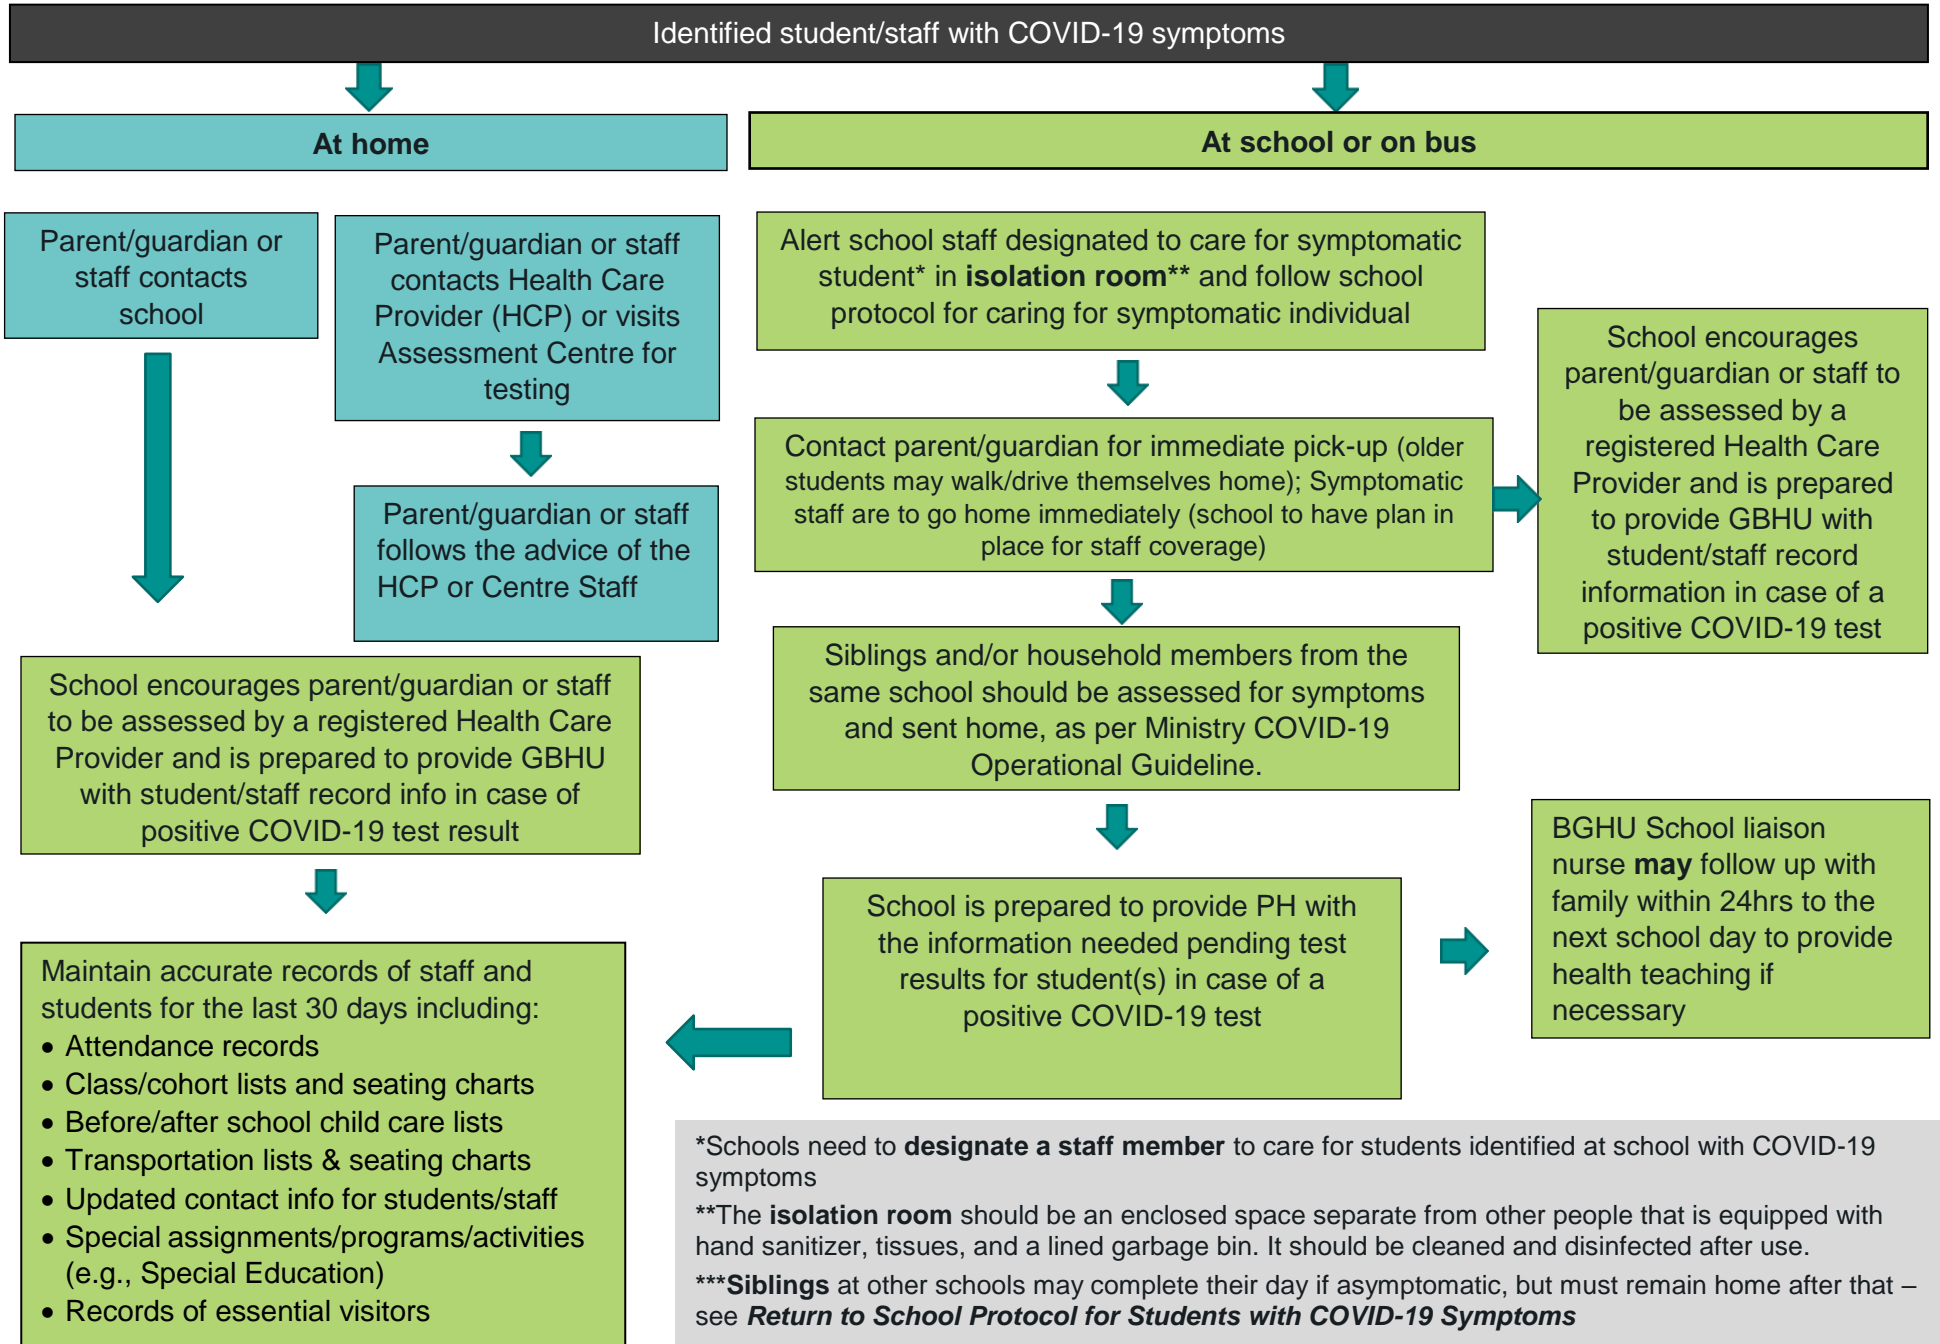 Identified student/staff with COVID-19 symptoms
At home
At school or on bus
Parent/guardian or
staff contacts
school
Parent/guardian or staff
contacts Health Care
Provider (HCP) or visits
Assessment Centre for
testing
Parent/guardian or staff
follows the advice of the
HCP or Centre Staff
School encourages parent/guardian or staff
to be assessed by a registered Health Care
Provider and is prepared to provide GBHU
with student/staff record info in case of
positive COVID-19 test result
Maintain accurate records of staff and
students for the last 30 days including:
• Attendance records
• Class/cohort lists and seating charts
• Before/after school child care lists
• Transportation lists & seating charts
• Updated contact info for students/staff
• Special assignments/programs/activities
(e.g., Special Education)
• Records of essential visitors
Alert school staff designated to care for symptomatic
student* in isolation room** and follow school
protocol for caring for symptomatic individual
Contact parent/guardian for immediate pick-up (older
students may walk/drive themselves home); Symptomatic
staff are to go home immediately (school to have plan in
place for staff coverage)
School encourages
parent/guardian or staff to
be assessed by a
registered Health Care
Provider and is prepared
to provide GBHU with
student/staff record
information in case of a
positive COVID-19 test
Siblings and/or household members from the
same school should be assessed for symptoms
and sent home, as per Ministry COVID-19
Operational Guideline.
School is prepared to provide PH with
the information needed pending test
results for student(s) in case of a
positive COVID-19 test
BGHU School liaison
nurse may follow up with
family within 24hrs to the
next school day to provide
health teaching if
necessary
*Schools need to designate a staff member to care for students identified at school with COVID-19
symptoms
**The isolation room should be an enclosed space separate from other people that is equipped with
hand sanitizer, tissues, and a lined garbage bin. It should be cleaned and disinfected after use.
***Siblings at other schools may complete their day if asymptomatic, but must remain home after that –
see Return to School Protocol for Students with COVID-19 Symptoms